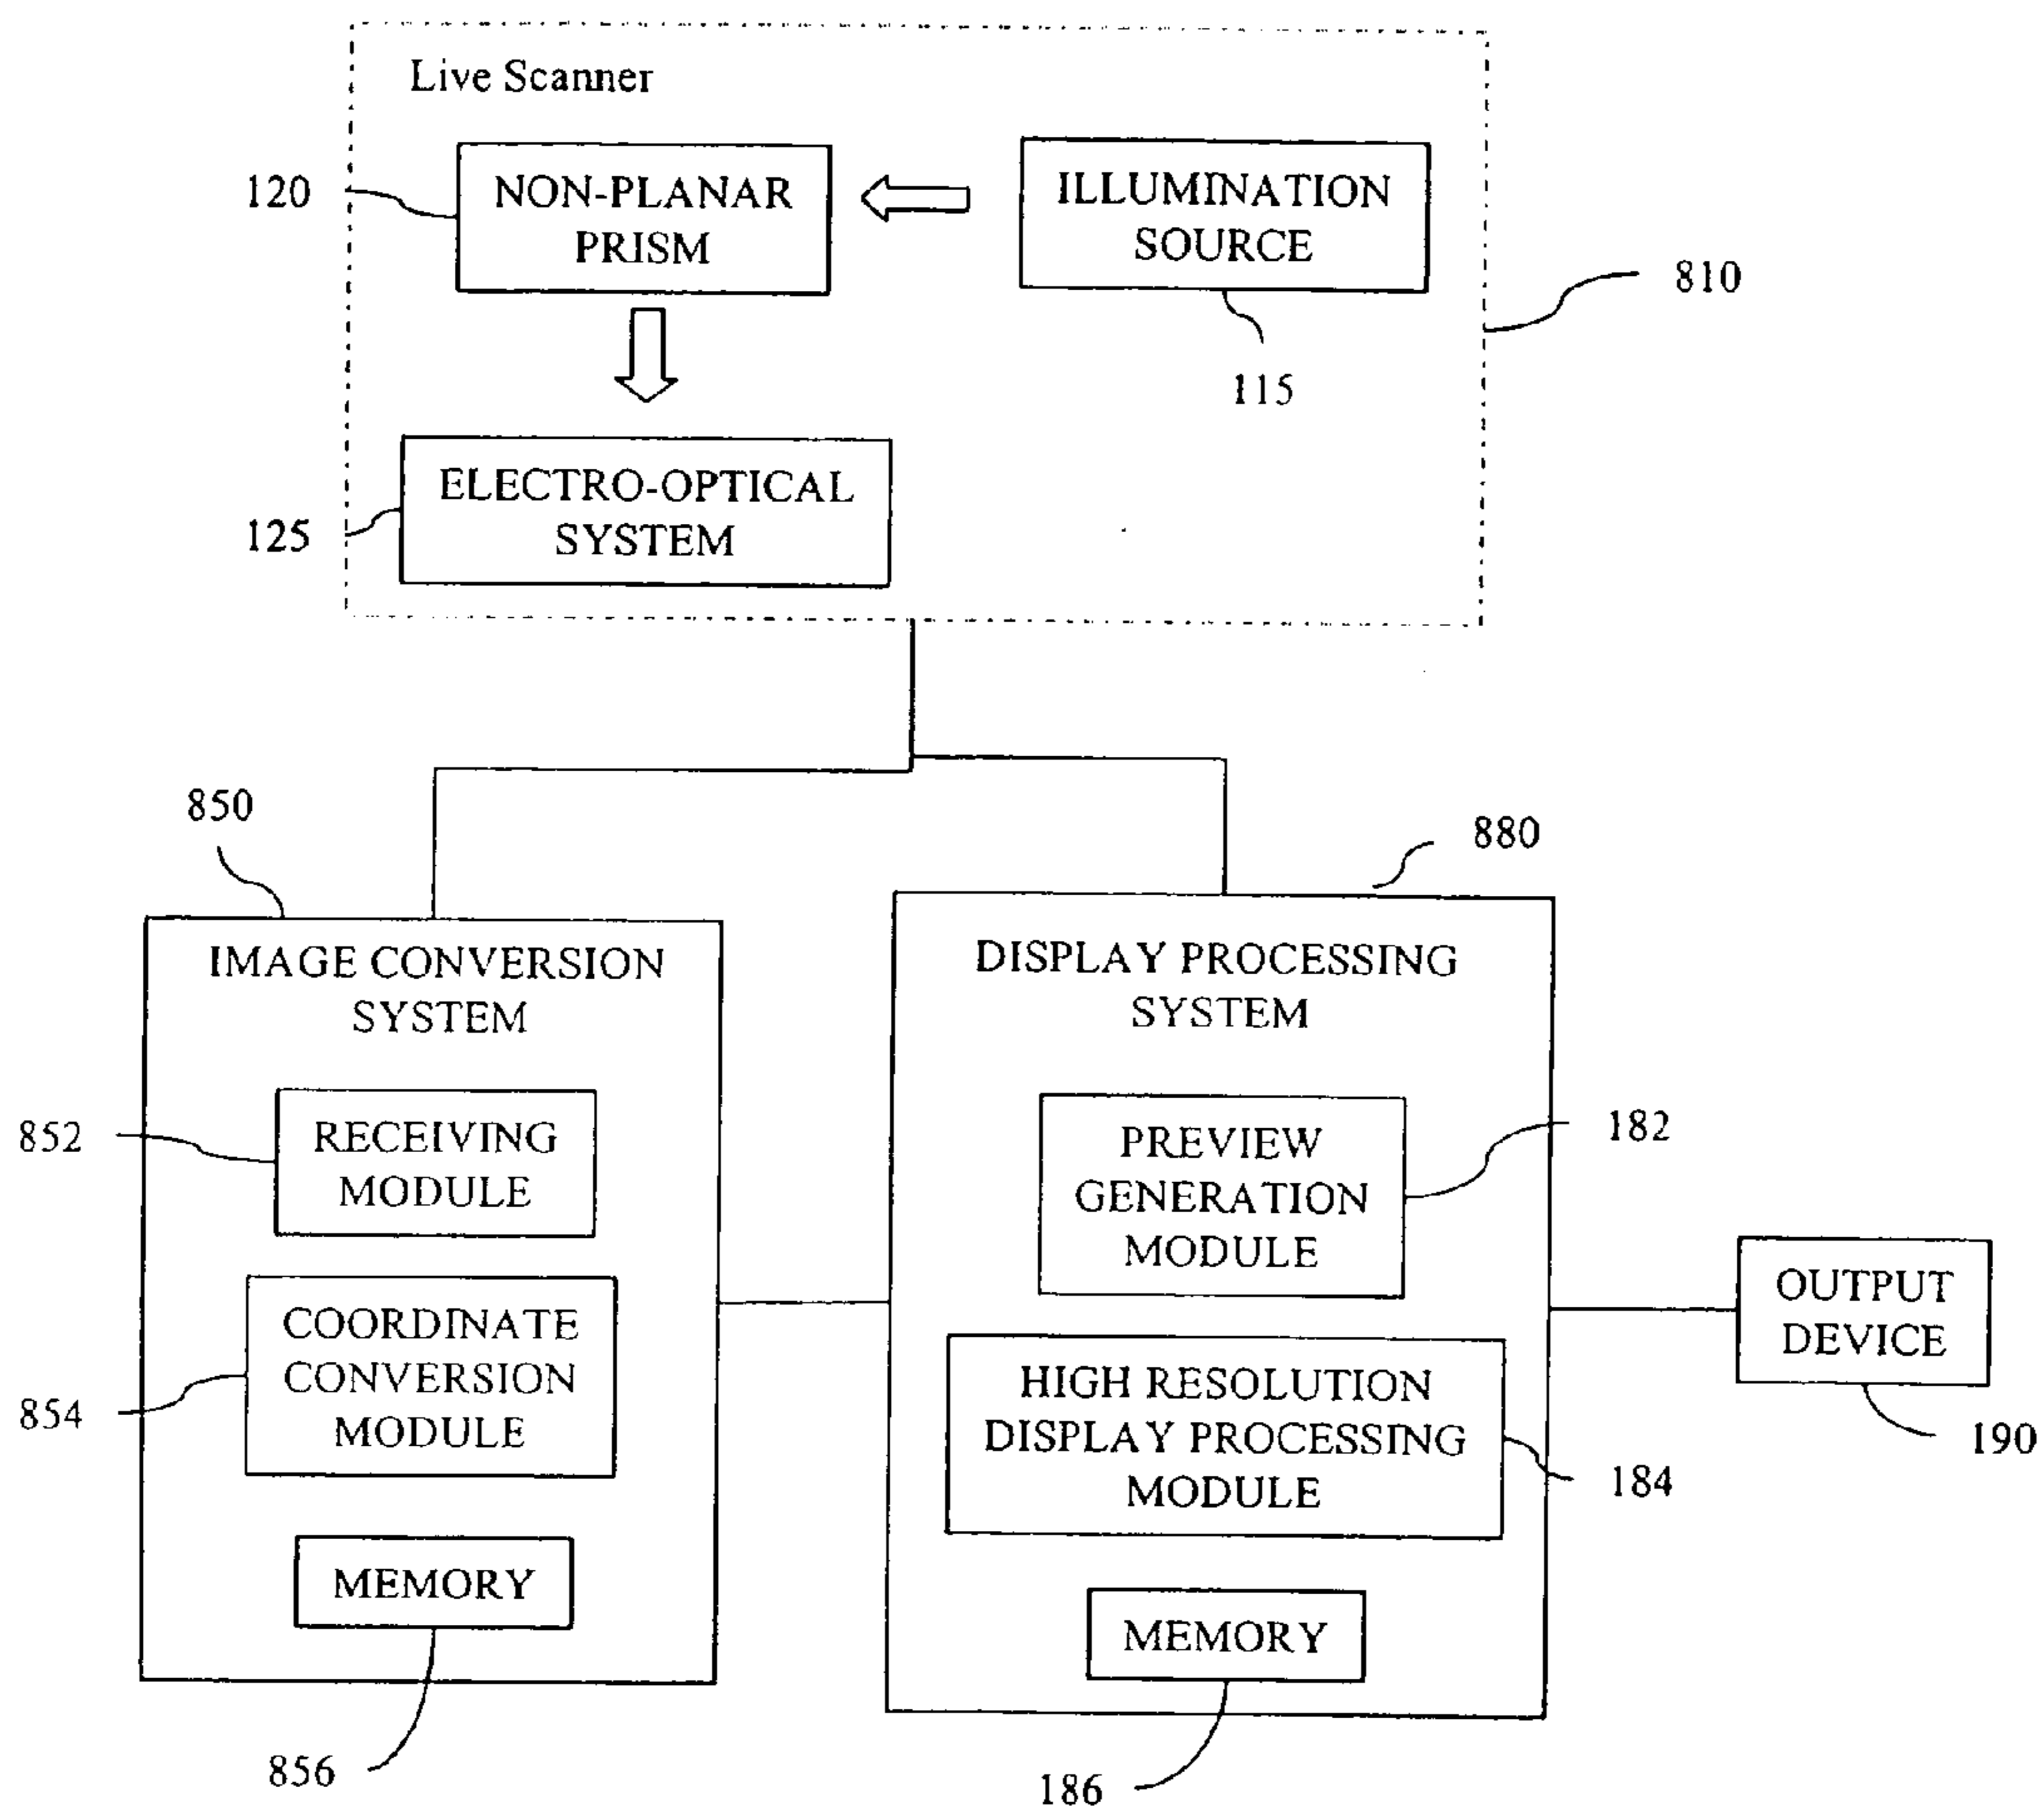 Live Scanner
120
NON-PLANAR
PRISM
ILLUMINATION
SOURCE
810
115
125
ELECTRO-OPTICAL
SYSTEM
850
880
IMAGE CONVERSION
SYSTEM
852
RECEIVING
MODULE
854
COORDINATE
CONVERSION
MODULE
MEMORY
856
DISPLAY PROCESSING
SYSTEM
PREVIEW
GENERATION
MODULE
182
HIGH RESOLUTION
DISPLAY PROCESSING
MODULE
184
MEMORY
186
OUTPUT
DEVICE
190